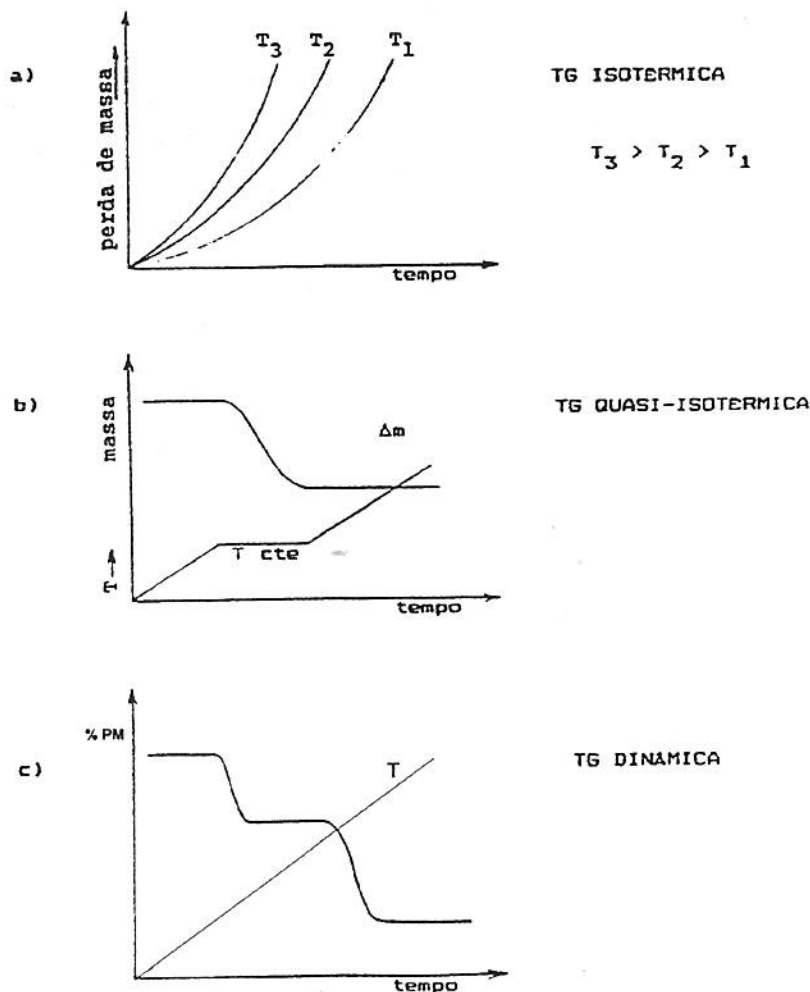 a)
perda de massa
T3 T2 T1
tempo
TG ISOTERMICA
T3 > T2 > T1
b)
massa
T
Δm
T cte
tempo
TG QUASI-ISOTERMICA
c)
% PM
T
tempo
TG DINÂMICA